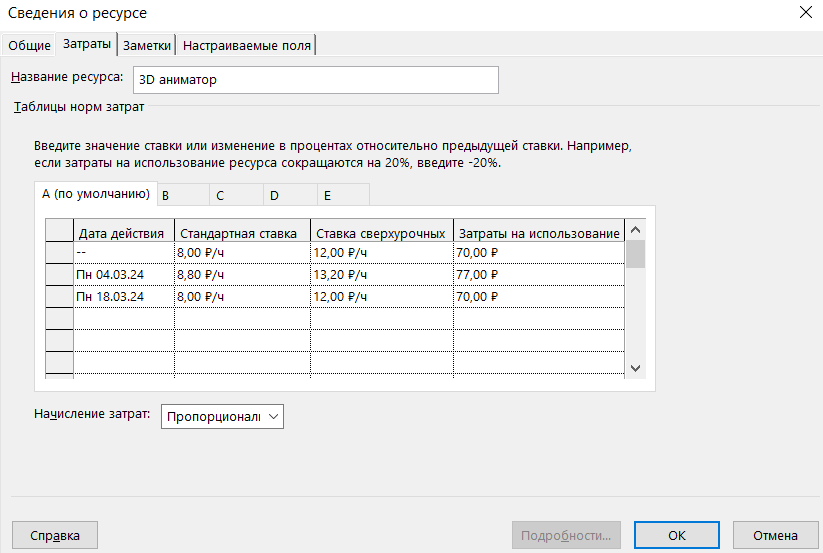 Сведения о ресурсе
Общие Затраты Заметки Настраиваемые поля
Название ресурса: 3D аниматор
Таблицы норм затрат
Введите значение ставки или изменение в процентах относительно предыдущей ставки. Например,
если затраты на использование ресурса сокращаются на 20%, введите -20%.
A (по умолчанию) B C D E
Дата действия Стандартная ставка Ставка сверхурочных Затраты на использование
-- 8,00 ₽/ч 12,00 ₽/ч 70,00 ₽
Пн 04.03.24 8,80 ₽/ч 13,20 ₽/ч 77,00 ₽
Пн 18.03.24 8,00 ₽/ч 12,00 ₽/ч 70,00 ₽
Начисление затрат: Пропорционалы
Справка Подробности... ОК Отмена